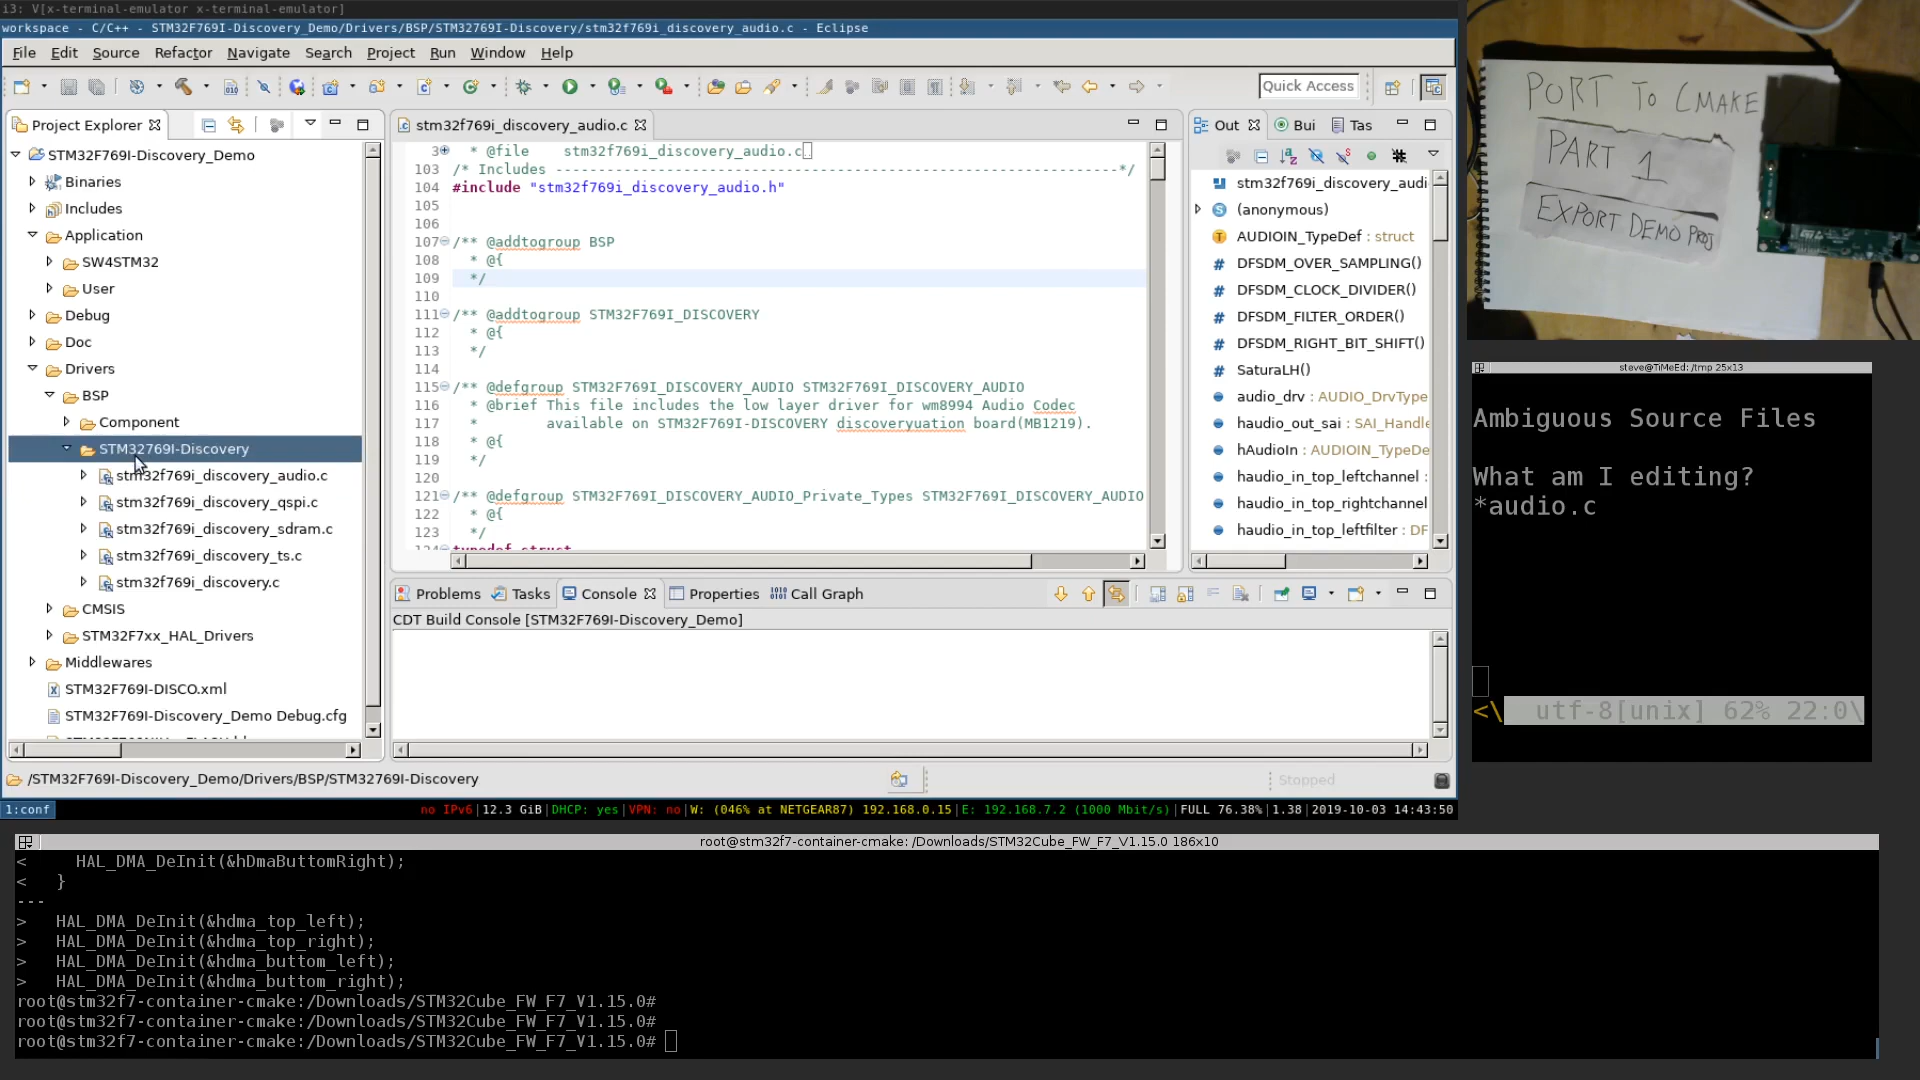 i3: V[x-terminal-emulator x-terminal-emulator]
workspace - C/C++ - STM32F769I-Discovery_Demo/Drivers/BSP/STM32769I-Discovery/stm32f769i_discovery_audio.c - Eclipse
File Edit Source Refactor Navigate Search Project Run Window Help
Quick Access
Project Explorer
STM32F769I-Discovery_Demo
Binaries
Includes
Application
SW4STM32
User
Debug
Doc
Drivers
BSP
Component
STM32769I-Discovery
stm32f769i_discovery_audio.c
stm32f769i_discovery_qspi.c
stm32f769i_discovery_sdram.c
stm32f769i_discovery_ts.c
stm32f769i_discovery.c
CMSIS
STM32F7xx_HAL_Drivers
Middlewares
STM32F769I-DISCO.xml
STM32F769I-Discovery_Demo Debug.cfg
stm32f769i_discovery_audio.c
3 * @file    stm32f769i_discovery_audio.c
103 /* Includes ------------------------------------------------------------------*/
104 #include "stm32f769i_discovery_audio.h"
105
106
107 /** @addtogroup BSP
108 * @{
109 */
110
111 /** @addtogroup STM32F769I_DISCOVERY
112 * @{
113 */
114
115 /** @defgroup STM32F769I_DISCOVERY_AUDIO STM32F769I_DISCOVERY_AUDIO
116 * @brief This file includes the low layer driver for wm8994 Audio Codec
117 *        available on STM32F769I-DISCOVERY discoveryuation board(MB1219).
118 * @{
119 */
120
121 /** @defgroup STM32F769I_DISCOVERY_AUDIO_Private_Types STM32F769I_DISCOVERY_AUDIO
122 * @{
123 */
124 typedef struct
Out Bui Tas
stm32f769i_discovery_audi
(anonymous)
AUDIOIN_TypeDef : struct
DFSDM_OVER_SAMPLING()
DFSDM_CLOCK_DIVIDER()
DFSDM_FILTER_ORDER()
DFSDM_RIGHT_BIT_SHIFT()
SaturaLH()
audio_drv : AUDIO_DrvType
haudio_out_sai : SAI_Handle
hAudioIn : AUDIOIN_TypeDe
haudio_in_top_leftchannel :
haudio_in_top_rightchannel
haudio_in_top_leftfilter : DF
Problems Tasks Console Properties Call Graph
CDT Build Console [STM32F769I-Discovery_Demo]
/STM32F769I-Discovery_Demo/Drivers/BSP/STM32769I-Discovery
Stopped
1:conf
no IPv6|12.3 GiB|DHCP: yes|VPN: no|W: (046% at NETGEAR87) 192.168.0.15|E: 192.168.7.2 (1000 Mbit/s)|FULL 76.38%|1.38|2019-10-03 14:43:50
PORT TO CMAKE
PART 1
EXPORT DEMO PROJ
steve@TiMeEd: /tmp 25x13
Ambiguous Source Files
What am I editing?
*audio.c
<\ utf-8[unix] 62% 22:0\
root@stm32f7-container-cmake: /Downloads/STM32Cube_FW_F7_V1.15.0 186x10
<     HAL_DMA_DeInit(&hDmaButtomRight);
<   }
---
>   HAL_DMA_DeInit(&hdma_top_left);
>   HAL_DMA_DeInit(&hdma_top_right);
>   HAL_DMA_DeInit(&hdma_buttom_left);
>   HAL_DMA_DeInit(&hdma_buttom_right);
root@stm32f7-container-cmake:/Downloads/STM32Cube_FW_F7_V1.15.0#
root@stm32f7-container-cmake:/Downloads/STM32Cube_FW_F7_V1.15.0#
root@stm32f7-container-cmake:/Downloads/STM32Cube_FW_F7_V1.15.0#